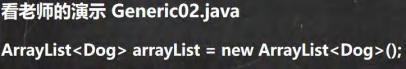 看老师的演示 Generic02.java
ArrayList<Dog> arrayList = new ArrayList<Dog>();